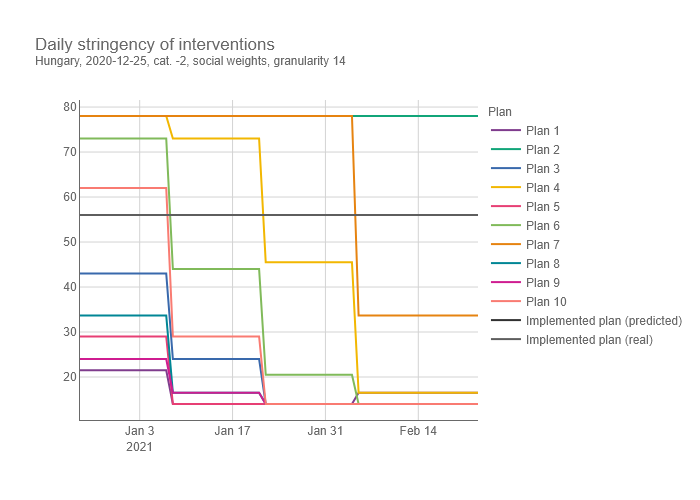 Daily stringency of interventions
Hungary, 2020-12-25, cat. -2, social weights, granularity 14
80
70
60
50
40
30
20
Jan 3
2021
Jan 17
Jan 31
Feb 14
Plan
Plan 1
Plan 2
Plan 3
Plan 4
Plan 5
Plan 6
Plan 7
Plan 8
Plan 9
Plan 10
Implemented plan (predicted)
Implemented plan (real)